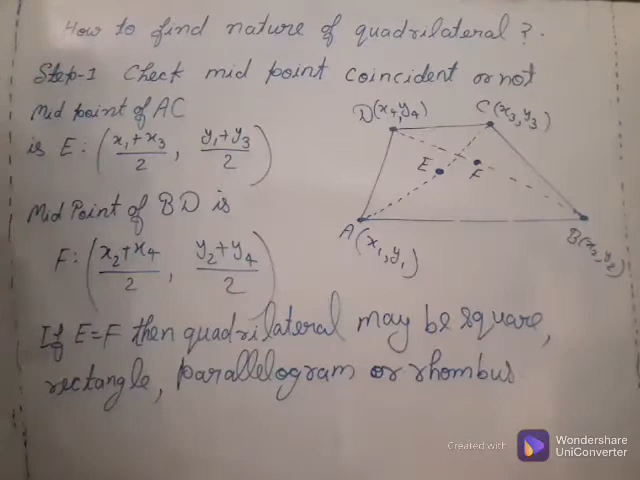 How to find nature of quadrilateral?.
Step-1 Check mid point coincident or not
Mid point of AC
is E: (x₁+x₃/2, y₁+y₃/2)
Mid Point of BD is
F: (x₂+x₄/2, y₂+y₄/2)
D(x₄,y₄)
C(x₃,y₃)
E
F
A(x₁,y₁)
B(x₂,y₂)
If E=F then quadrilateral may be square,
rectangle, parallelogram or rhombus
Created with
Wondershare
UniConverter